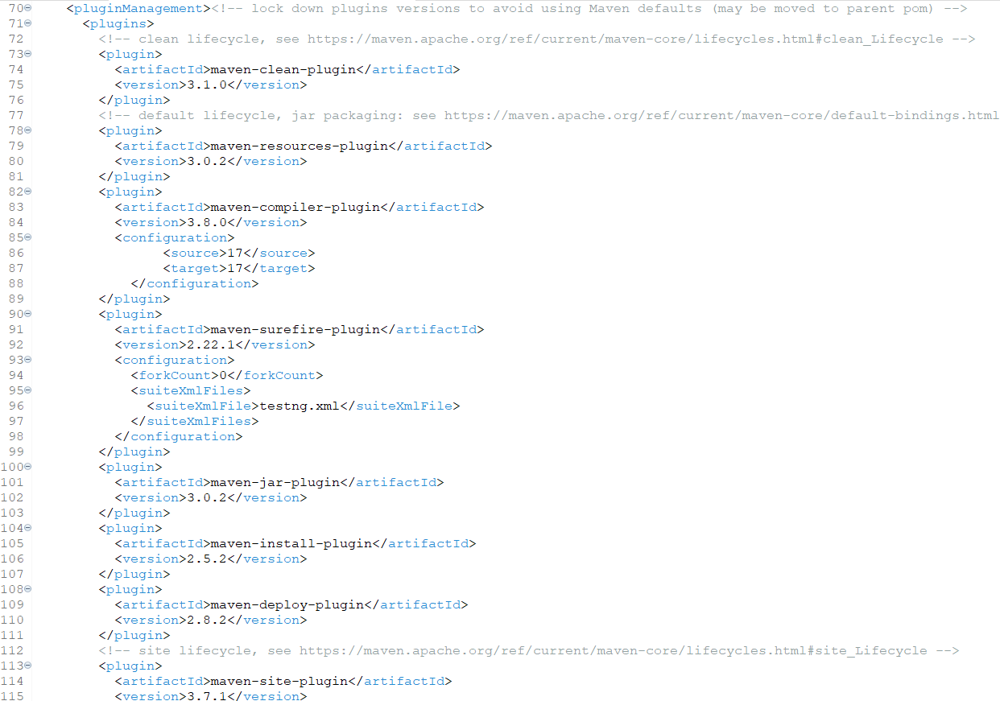 70 <pluginManagement><!-- lock down plugins versions to avoid using Maven defaults (may be moved to parent pom) -->
71 <plugins>
72 <!-- clean lifecycle, see https://maven.apache.org/ref/current/maven-core/lifecycles.html#clean_Lifecycle -->
73 <plugin>
74 <artifactId>maven-clean-plugin</artifactId>
75 <version>3.1.0</version>
76 </plugin>
77 <!-- default lifecycle, jar packaging: see https://maven.apache.org/ref/current/maven-core/default-bindings.html
78 <plugin>
79 <artifactId>maven-resources-plugin</artifactId>
80 <version>3.0.2</version>
81 </plugin>
82 <plugin>
83 <artifactId>maven-compiler-plugin</artifactId>
84 <version>3.8.0</version>
85 <configuration>
86 <source>17</source>
87 <target>17</target>
88 </configuration>
89 </plugin>
90 <plugin>
91 <artifactId>maven-surefire-plugin</artifactId>
92 <version>2.22.1</version>
93 <configuration>
94 <forkCount>0</forkCount>
95 <suiteXmlFiles>
96 <suiteXmlFile>testng.xml</suiteXmlFile>
97 </suiteXmlFiles>
98 </configuration>
99 </plugin>
100 <plugin>
101 <artifactId>maven-jar-plugin</artifactId>
102 <version>3.0.2</version>
103 </plugin>
104 <plugin>
105 <artifactId>maven-install-plugin</artifactId>
106 <version>2.5.2</version>
107 </plugin>
108 <plugin>
109 <artifactId>maven-deploy-plugin</artifactId>
110 <version>2.8.2</version>
111 </plugin>
112 <!-- site lifecycle, see https://maven.apache.org/ref/current/maven-core/lifecycles.html#site_Lifecycle -->
113 <plugin>
114 <artifactId>maven-site-plugin</artifactId>
115 <version>3.7.1</version>